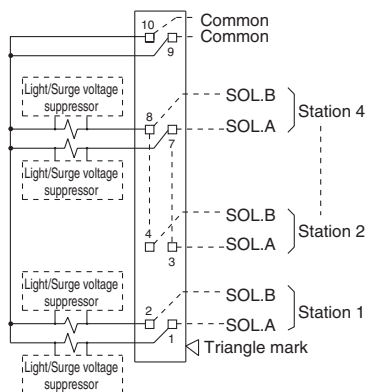 10
Common
9
Common
Light/Surge voltage
suppressor
8
SOL.B
Station 4
7
SOL.A
Light/Surge voltage
suppressor
4
SOL.B
Station 2
3
SOL.A
Light/Surge voltage
suppressor
2
SOL.B
Station 1
1
SOL.A
Triangle mark
Light/Surge voltage
suppressor